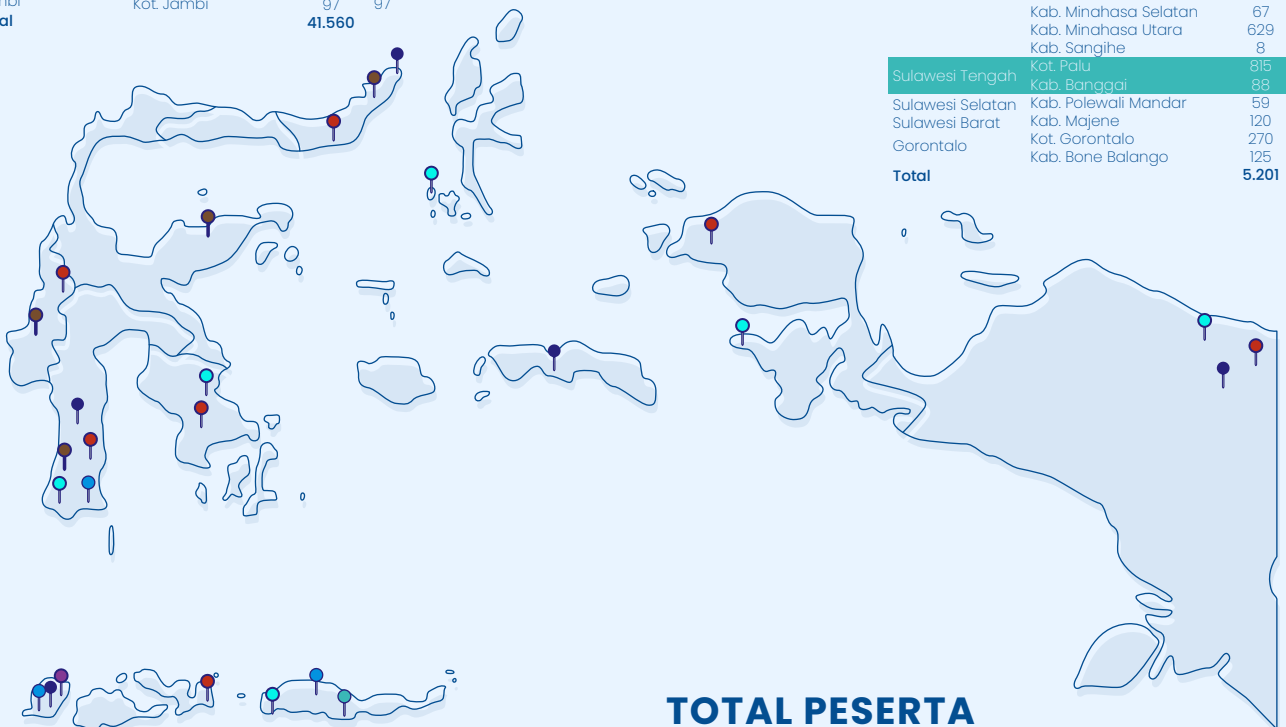 Kot. Jambi 97 97
al 41.560
Kab. Minahasa Selatan 67
Kab. Minahasa Utara 629
Kab. Sangihe 8
Sulawesi Tengah Kot. Palu 815
Kab. Banggai 88
Sulawesi Selatan Kab. Polewali Mandar 59
Sulawesi Barat Kab. Majene 120
Gorontalo Kot. Gorontalo 270
Kab. Bone Balango 125
Total 5.201
TOTAL PESERTA